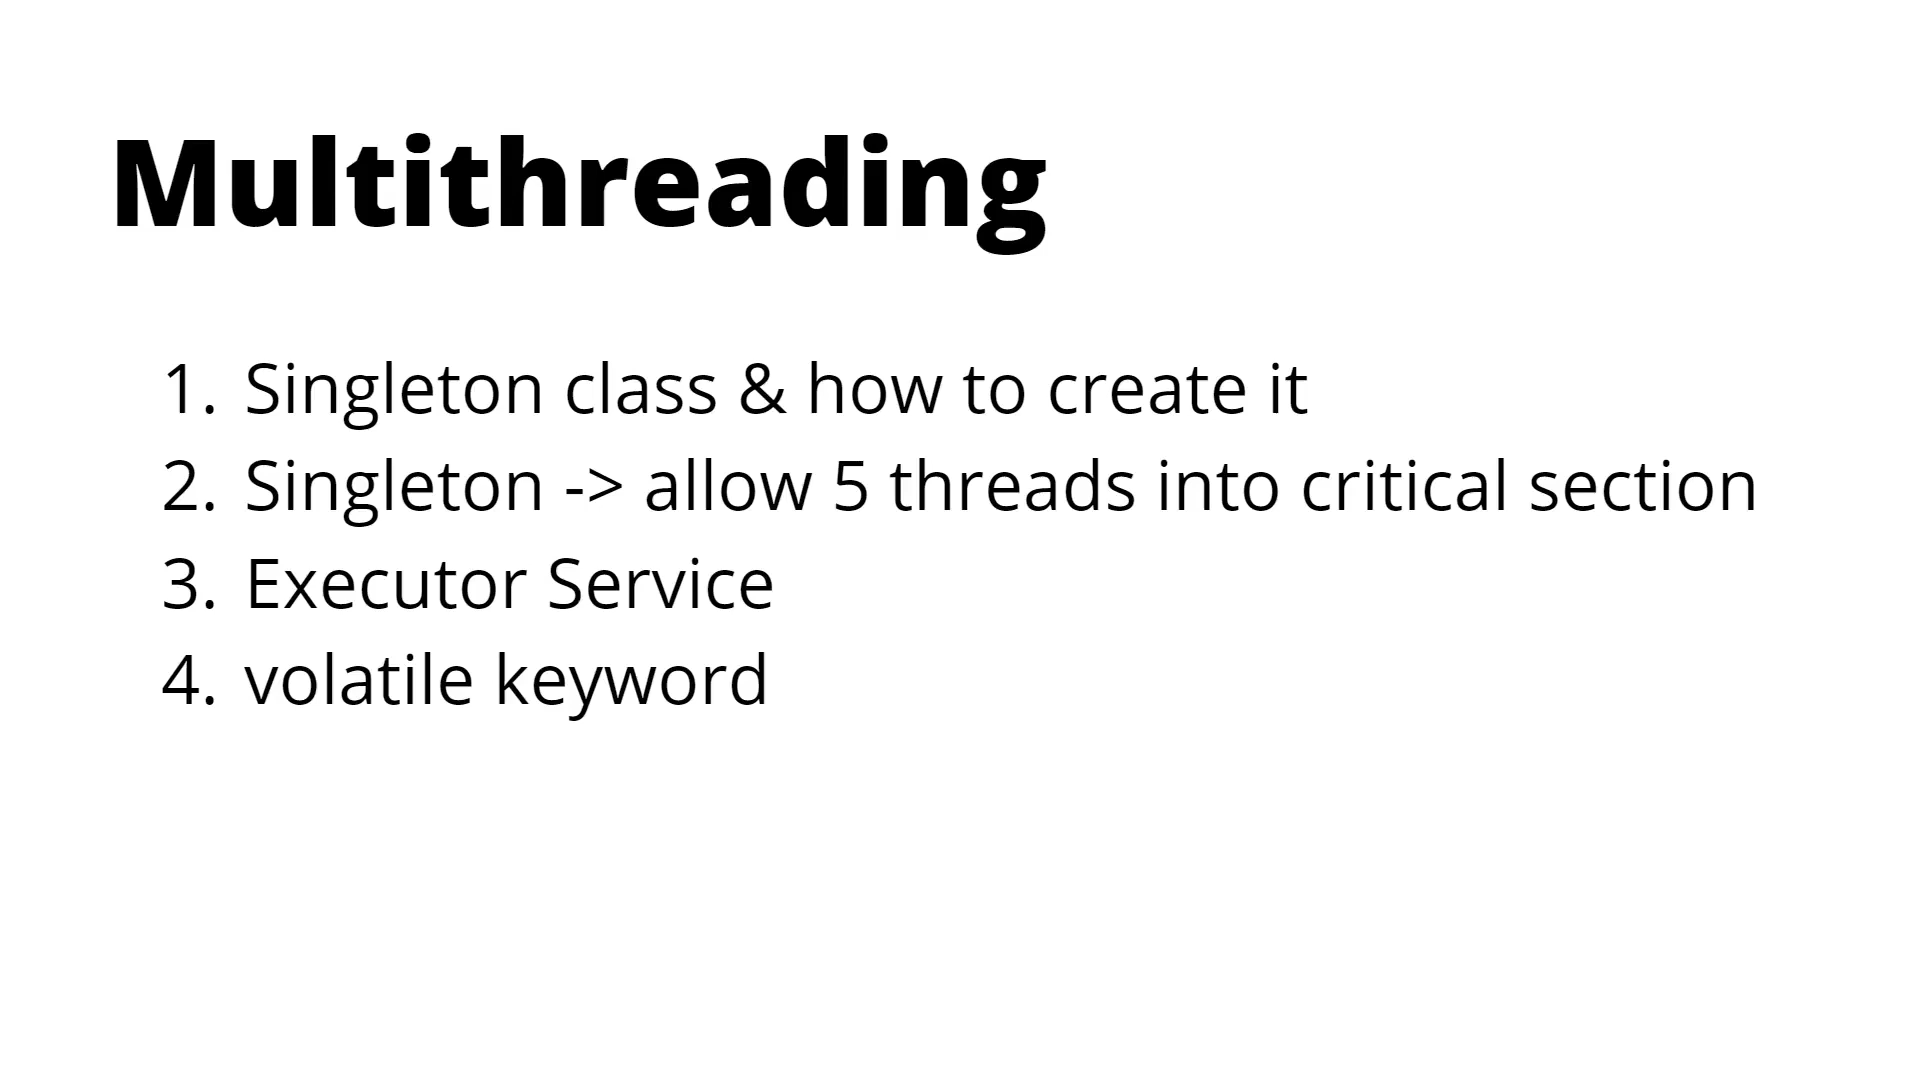 Multithreading
1. Singleton class & how to create it
2. Singleton -> allow 5 threads into critical section
3. Executor Service
4. volatile keyword